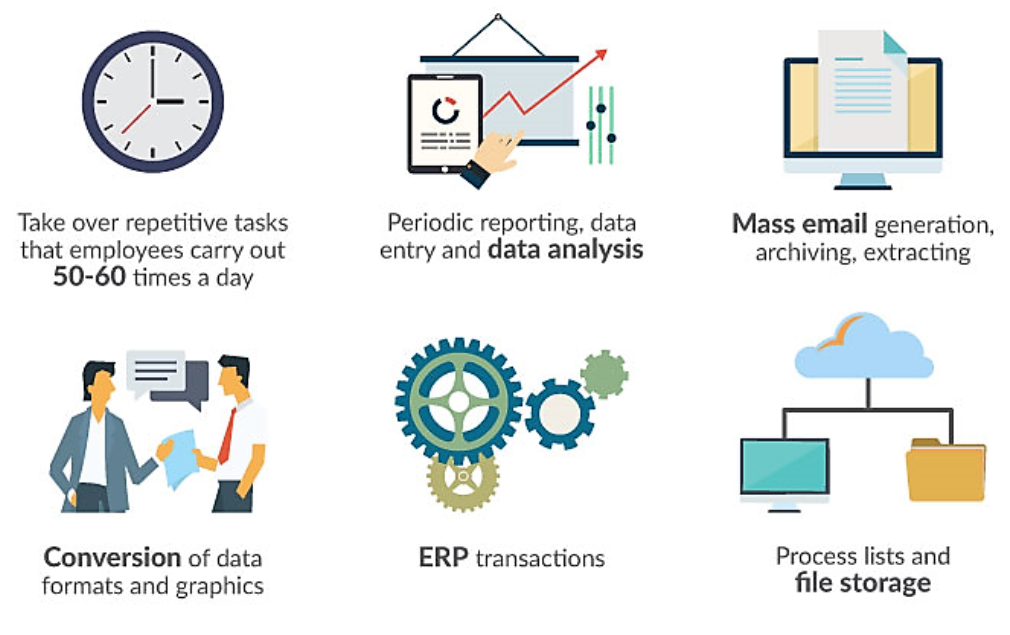 Take over repetitive tasks
that employees carry out
50-60 times a day
Periodic reporting, data
entry and data analysis
Mass email generation,
archiving, extracting
Conversion of data
formats and graphics
ERP transactions
Process lists and
file storage